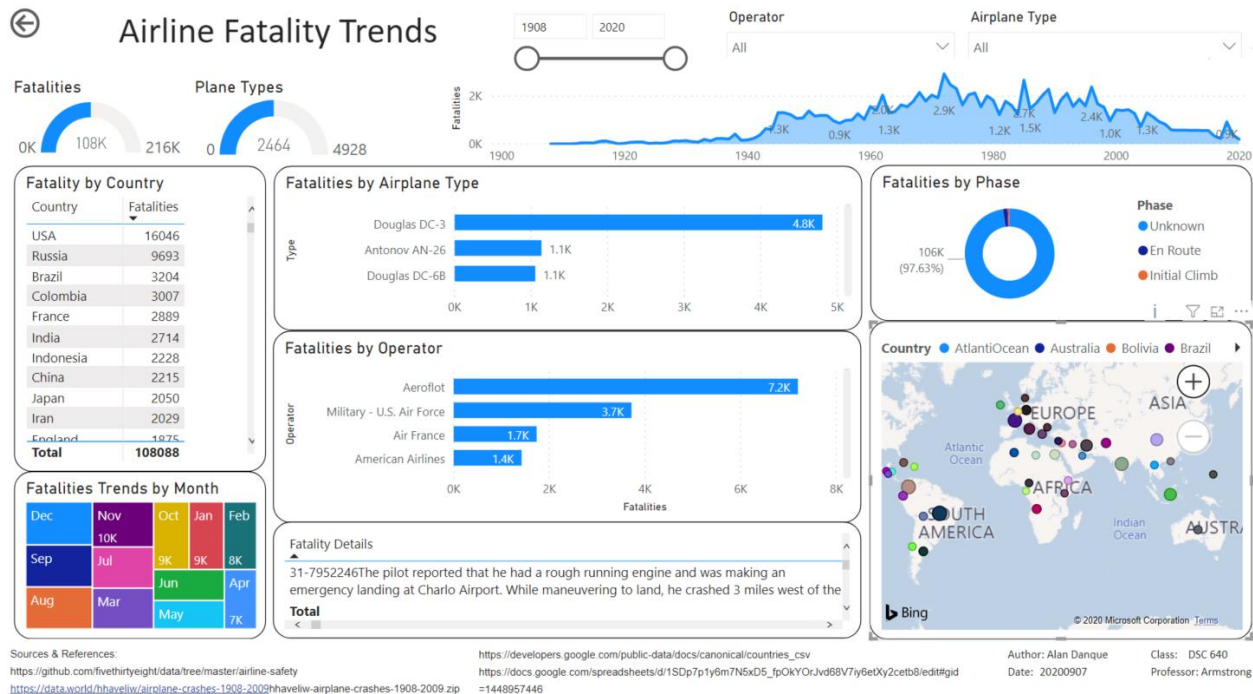 Airline Fatality Trends
1908
2020
Operator
All
Airplane Type
All
Fatalities
0K
108K
216K
Plane Types
0
2464
4928
Fatalities
2K
0K
1.3K
0.9K
2.0K
1.3K
2.9K
1.2K
2.7K
1.5K
2.4K
1.0K
1.3K
0.9K
1900
1920
1940
1960
1980
2000
2020
Fatality by Country
Country Fatalities
USA 16046
Russia 9693
Brazil 3204
Colombia 3007
France 2889
India 2714
Indonesia 2228
China 2215
Japan 2050
Iran 2029
England 1875
Total 108088
Fatalities by Airplane Type
Type
Douglas DC-3 4.8K
Antonov AN-26 1.1K
Douglas DC-6B 1.1K
0K 1K 2K 3K 4K 5K
Fatalities by Phase
106K
(97.63%)
Phase
Unknown
En Route
Initial Climb
Fatalities by Operator
Operator
Aeroflot 7.2K
Military - U.S. Air Force 3.7K
Air France 1.7K
American Airlines 1.4K
0K 2K 4K 6K 8K
Fatalities
Country AtlantiOcean Australia Bolivia Brazil
EUROPE
ASIA
Atlantic
Ocean
AFRICA
SOUTH
AMERICA
Indian
Ocean
AUSTR
Bing
© 2020 Microsoft Corporation Terms
Fatalities Trends by Month
Dec
Nov
10K
Oct
9K
Jan
9K
Feb
8K
Sep
Jul
Jun
Apr
7K
Aug
Mar
May
Fatality Details
31-7952246The pilot reported that he had a rough running engine and was making an
emergency landing at Charlo Airport. While maneuvering to land, he crashed 3 miles west of the
Total
Sources & References:
https://github.com/fivethirtyeight/data/tree/master/airline-safety
https://data.world/hhaveliw/airplane-crashes-1908-2009hhaveliw-airplane-crashes-1908-2009.zip
https://developers.google.com/public-data/docs/canonical/countries_csv
https://docs.google.com/spreadsheets/d/1SDp7p1y6m7N5xD5_fpOkYOrJvd68V7iy6etXy2cetb8/edit#gid
=1448957446
Author: Alan Danque
Date: 20200907
Class: DSC 640
Professor: Armstrong